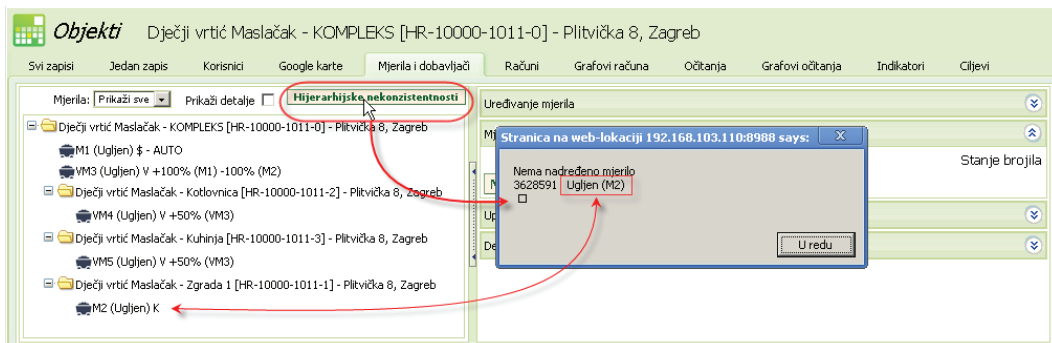 Objekti Dječji vrtić Maslačak - KOMPLEKS [HR-10000-1011-0] - Plitvička 8, Zagreb
Svi zapisi Jedan zapis Korisnici Google karte Mjerila i dobavljači Računi Grafovi računa Očitanja Grafovi očitanja Indikatori Ciljevi
Mjerila: Prikaži sve Prikaži detalje Hijerarhijske nekonzistentnosti
Dječji vrtić Maslačak - KOMPLEKS [HR-10000-1011-0] - Plitvička 8, Zagreb
M1 (Ugljen) $ - AUTO
VM3 (Ugljen) V +100% (M1) -100% (M2)
Dječji vrtić Maslačak - Kotlovnica [HR-10000-1011-2] - Plitvička 8, Zagreb
VM4 (Ugljen) V +50% (VM3)
Dječji vrtić Maslačak - Kuhinja [HR-10000-1011-3] - Plitvička 8, Zagreb
VM5 (Ugljen) V +50% (VM3)
Dječji vrtić Maslačak - Zgrada 1 [HR-10000-1011-1] - Plitvička 8, Zagreb
M2 (Ugljen) K
Uređivanje mjerila
Mj
Stanje brojila
Up
De
Stranica na web-lokaciji 192.168.103.110:8988 says: X
Nema nadređeno mjerilo
3628591 Ugljen (M2)
U redu